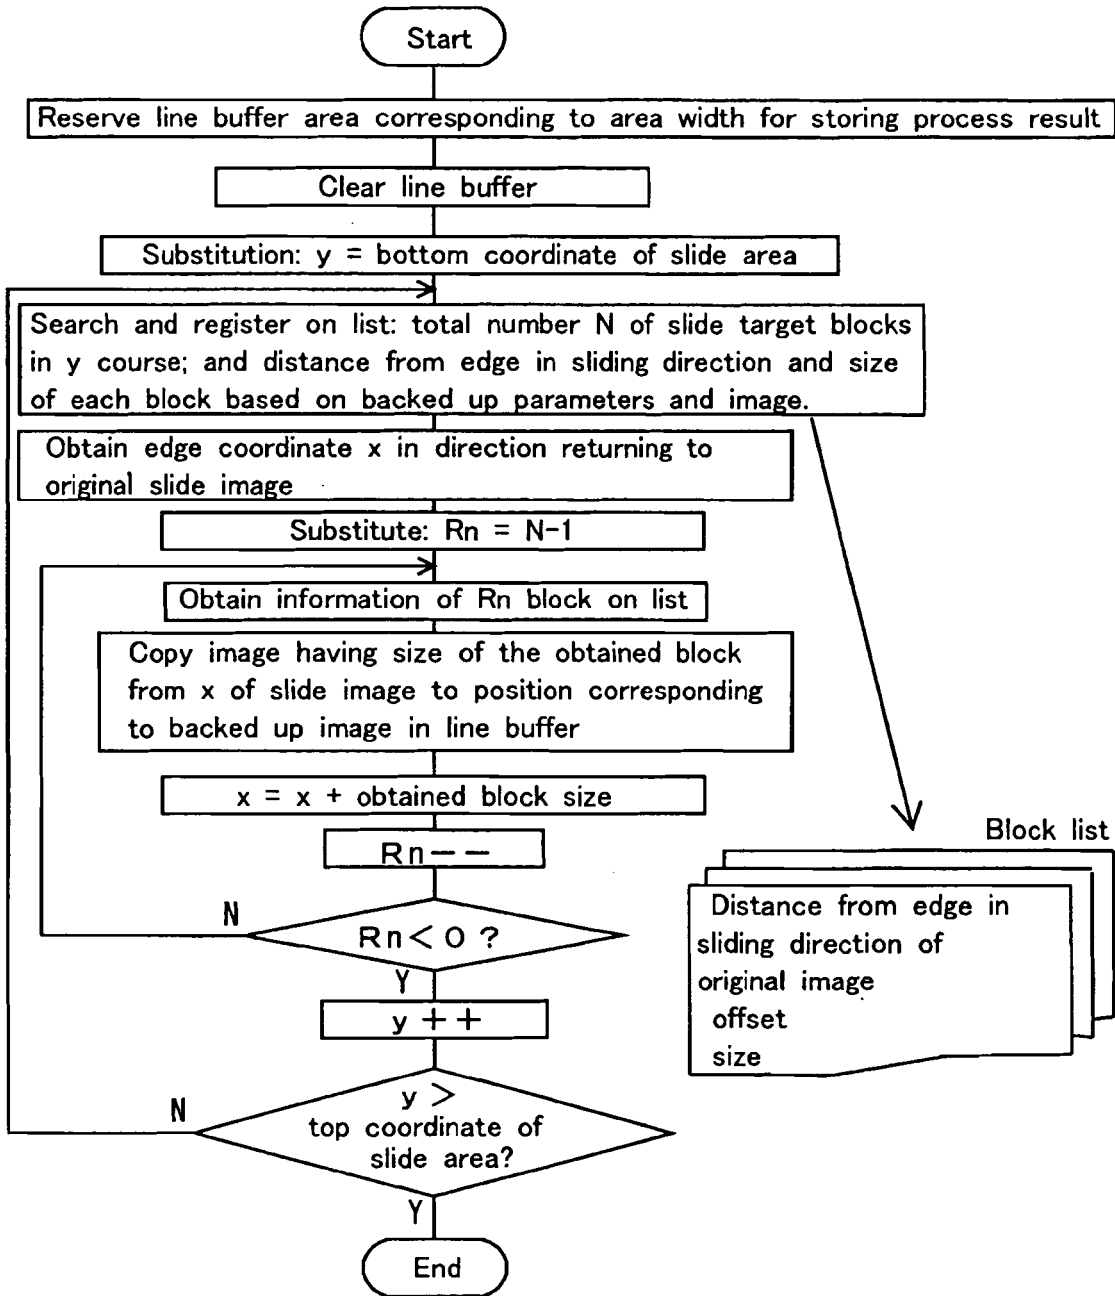 Start
Reserve line buffer area corresponding to area width for storing process result
Clear line buffer
Substitution: y = bottom coordinate of slide area
Search and register on list: total number N of slide target blocks
in y course; and distance from edge in sliding direction and size
of each block based on backed up parameters and image.
Obtain edge coordinate x in direction returning to
original slide image
Substitute: Rn = N-1
Obtain information of Rn block on list
Copy image having size of the obtained block
from x of slide image to position corresponding
to backed up image in line buffer
x = x + obtained block size
Rn--
Block list
Distance from edge in
sliding direction of
original image
offset
size
N
Rn<0 ?
Y
y++
N
y >
top coordinate of
slide area?
Y
End